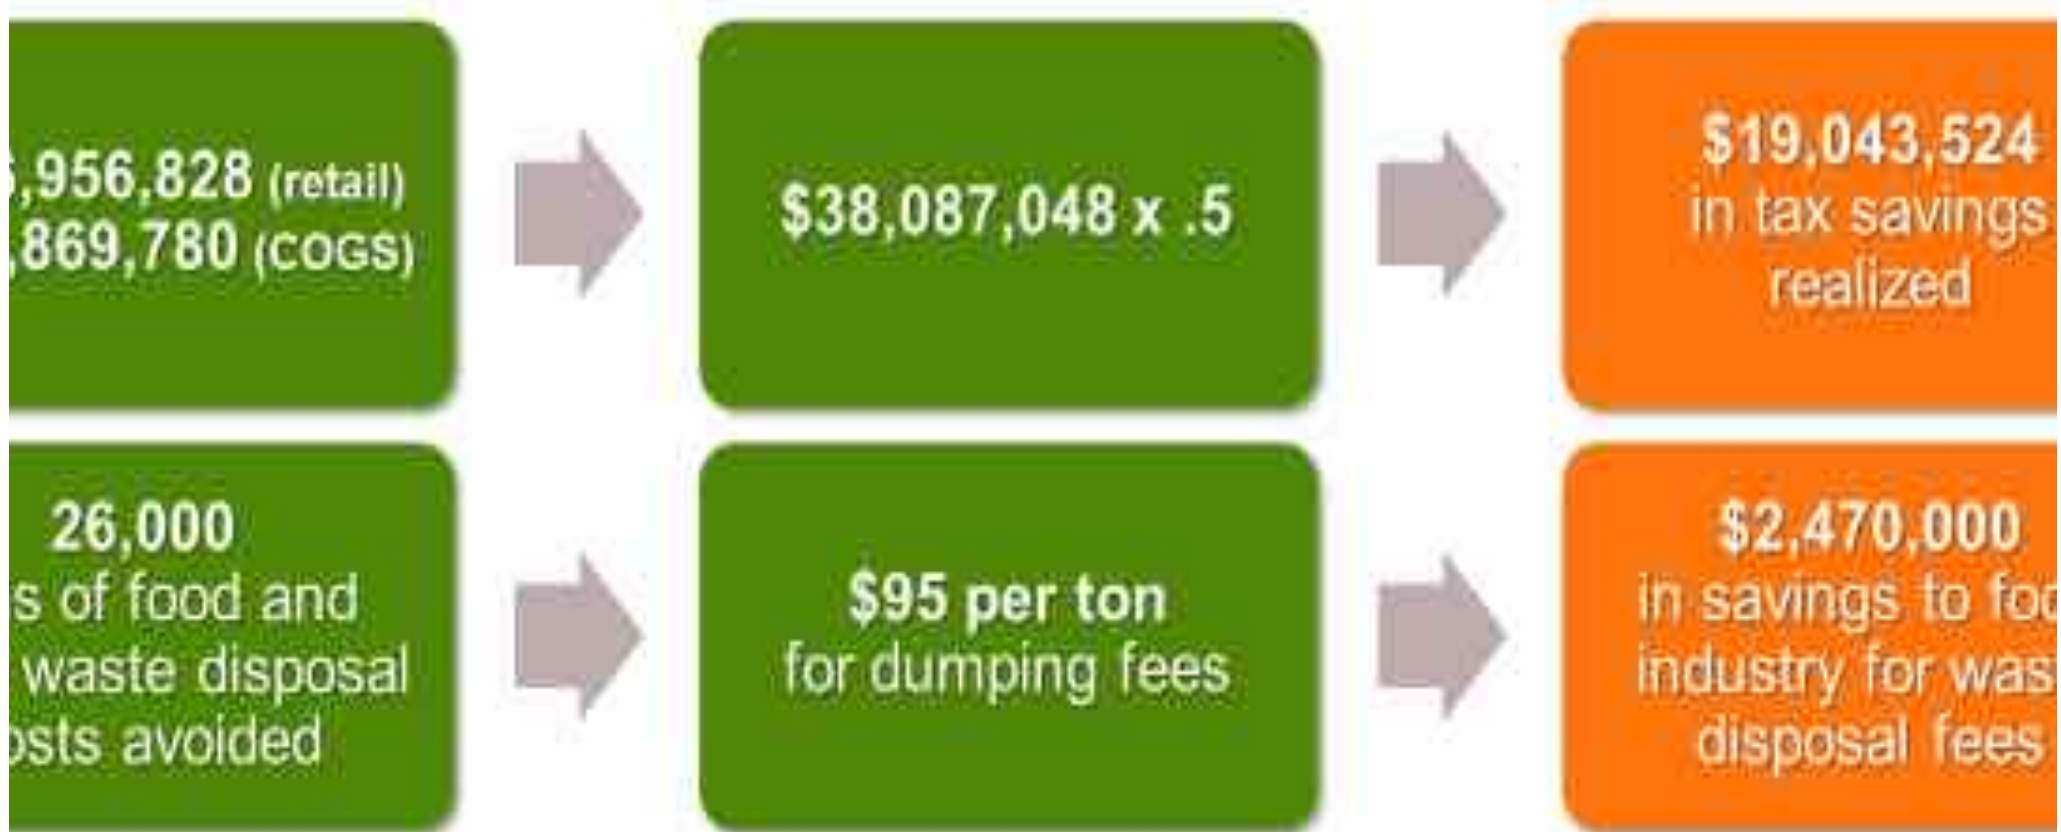 ,956,828 (retail)
,869,780 (COGS)
$38,087,048 x .5
$19,043,524
in tax savings
realized
26,000
s of food and
waste disposal
osts avoided
$95 per ton
for dumping fees
$2,470,000
in savings to foo
industry for wast
disposal fees